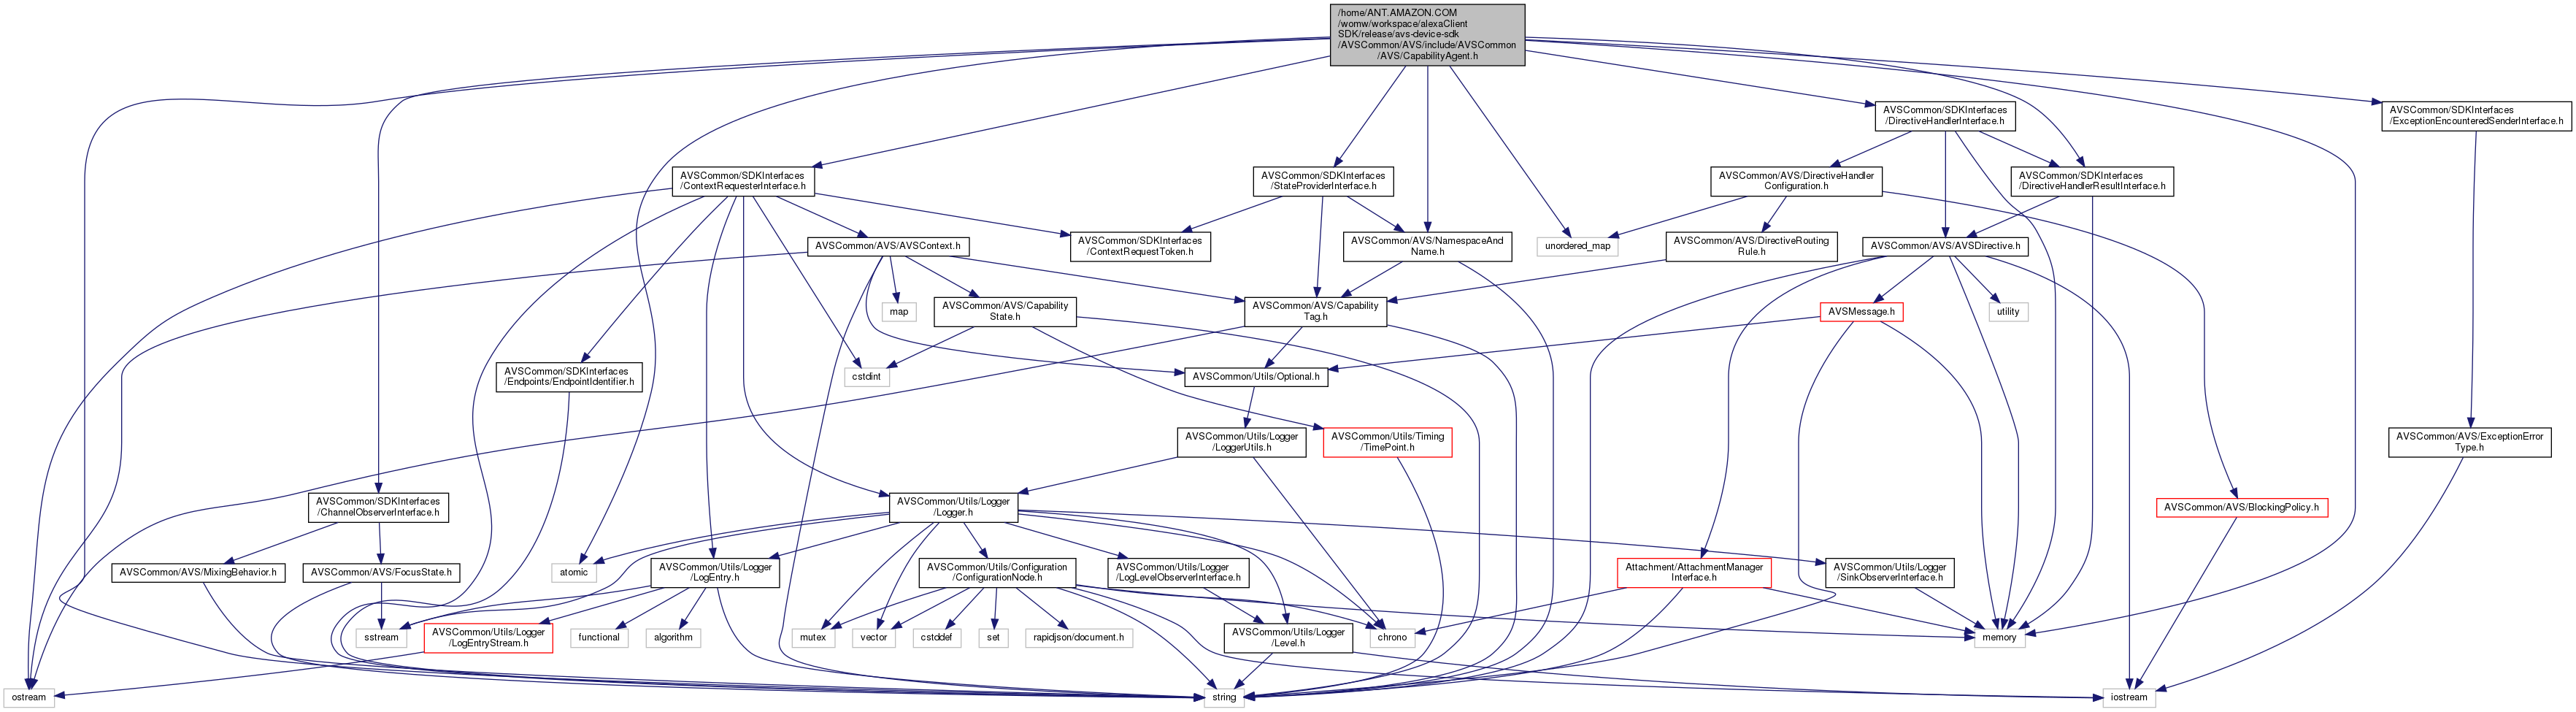 /home/ANT.AMAZON.COM
/womw/workspace/alexaClient
SDK/release/avs-device-sdk
/AVSCommon/AVS/include/AVSCommon
/AVS/CapabilityAgent.h
AVSCommon/SDKInterfaces
/DirectiveHandlerInterface.h
AVSCommon/SDKInterfaces
/ExceptionEncounteredSenderInterface.h
AVSCommon/SDKInterfaces
/ContextRequesterInterface.h
AVSCommon/SDKInterfaces
/StateProviderInterface.h
AVSCommon/AVS/DirectiveHandler
Configuration.h
AVSCommon/SDKInterfaces
/DirectiveHandlerResultInterface.h
AVSCommon/AVS/AVSContext.h
AVSCommon/SDKInterfaces
/ContextRequestToken.h
AVSCommon/AVS/NamespaceAnd
Name.h
unordered_map
AVSCommon/AVS/DirectiveRouting
Rule.h
AVSCommon/AVS/AVSDirective.h
map
AVSCommon/AVS/Capability
State.h
AVSCommon/AVS/Capability
Tag.h
AVSMessage.h
utility
AVSCommon/SDKInterfaces
/Endpoints/EndpointIdentifier.h
cstdint
AVSCommon/Utils/Optional.h
AVSCommon/Utils/Logger
/LoggerUtils.h
AVSCommon/Utils/Timing
/TimePoint.h
AVSCommon/AVS/ExceptionError
Type.h
AVSCommon/SDKInterfaces
/ChannelObserverInterface.h
AVSCommon/Utils/Logger
/Logger.h
AVSCommon/AVS/BlockingPolicy.h
AVSCommon/AVS/MixingBehavior.h
AVSCommon/AVS/FocusState.h
atomic
AVSCommon/Utils/Logger
/LogEntry.h
AVSCommon/Utils/Configuration
/ConfigurationNode.h
AVSCommon/Utils/Logger
/LogLevelObserverInterface.h
Attachment/AttachmentManager
Interface.h
AVSCommon/Utils/Logger
/SinkObserverInterface.h
sstream
AVSCommon/Utils/Logger
/LogEntryStream.h
functional
algorithm
mutex
vector
cstddef
set
rapidjson/document.h
AVSCommon/Utils/Logger
/Level.h
chrono
memory
ostream
string
iostream